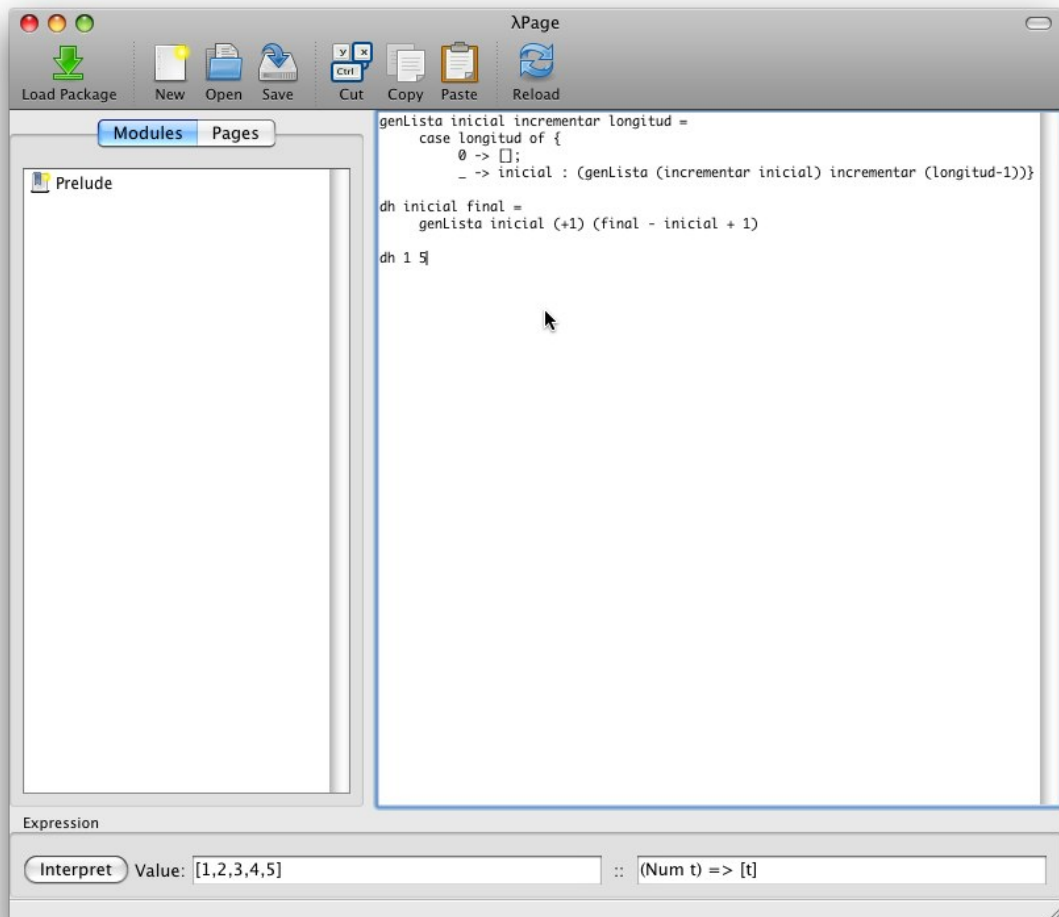 λPage
Load Package New Open Save Cut Copy Paste Reload
y x
Ctrl
Modules Pages
Prelude
genLista inicial incrementar longitud =
case longitud of {
0 -> [];
_ -> inicial : (genLista (incrementar inicial) incrementar (longitud-1))}
dh inicial final =
genLista inicial (+1) (final - inicial + 1)
dh 1 5
Expression
Interpret Value: [1,2,3,4,5] :: (Num t) => [t]